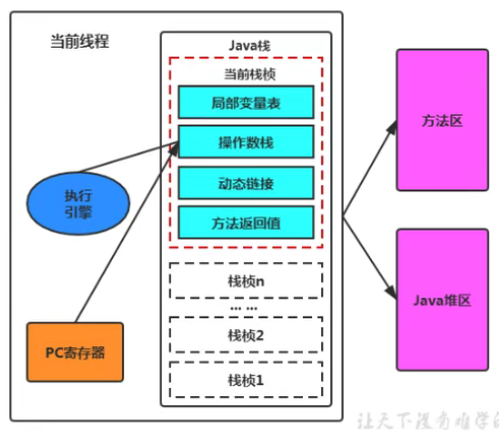 当前线程
Java栈
当前栈桢
局部变量表
操作数栈
动态链接
方法返回值
执行
引擎
PC寄存器
栈桢n
... ...
栈桢2
栈桢1
方法区
Java堆区
让天下没有难学